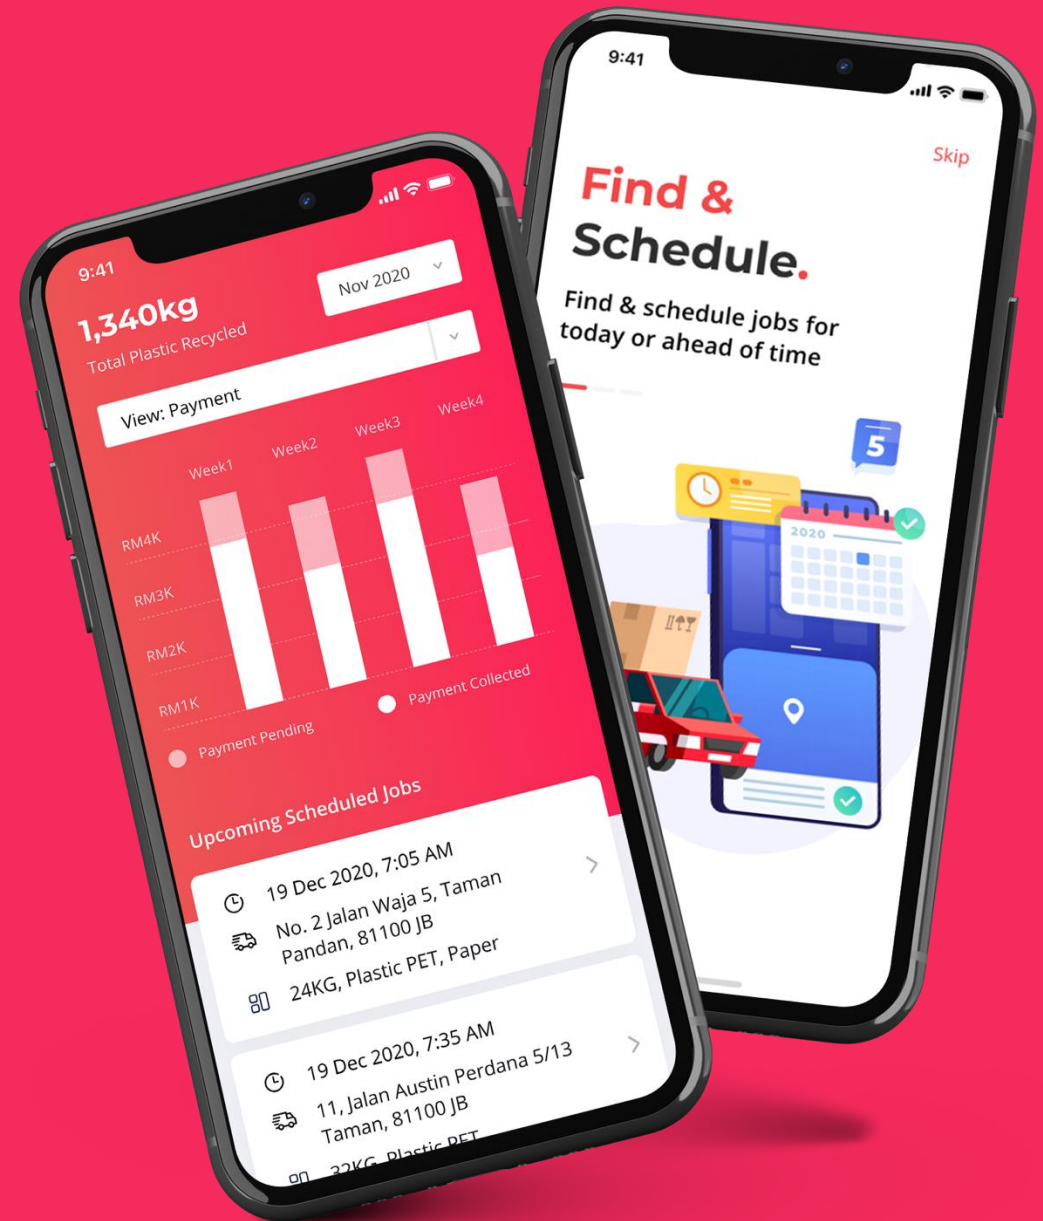 9:41
1,340kg
Total Plastic Recycled
Nov 2020
View: Payment
Week1
Week2
Week3
Week4
RM4K
RM3K
RM2K
RM1K
Payment Pending
Payment Collected
Upcoming Scheduled Jobs
19 Dec 2020, 7:05 AM
No. 2 Jalan Waja 5, Taman
Pandan, 81100 JB
24KG, Plastic PET, Paper
19 Dec 2020, 7:35 AM
11, Jalan Austin Perdana 5/13
Taman, 81100 JB
32KG, Plastic PET
9:41
Skip
Find &
Schedule.
Find & schedule jobs for
today or ahead of time
5
2020